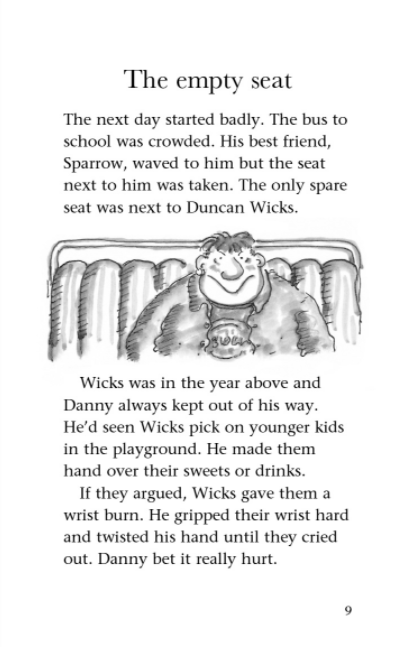 The empty seat
The next day started badly. The bus to
school was crowded. His best friend,
Sparrow, waved to him but the seat
next to him was taken. The only spare
seat was next to Duncan Wicks.
Wicks was in the year above and
Danny always kept out of his way.
He’d seen Wicks pick on younger kids
in the playground. He made them
hand over their sweets or drinks.
If they argued, Wicks gave them a
wrist burn. He gripped their wrist hard
and twisted his hand until they cried
out. Danny bet it really hurt.
9